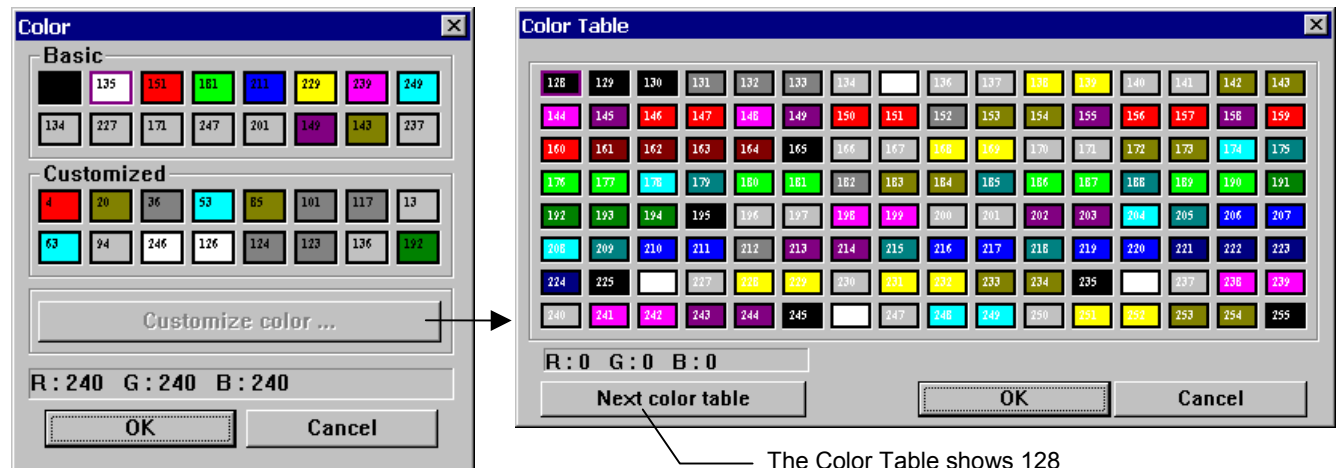 Color
Basic
135 151 181 211 229 239 249
134 227 171 247 201 149 143 237
Customized
4 20 36 53 85 101 117 13
63 94 246 126 124 123 136 192
Customize color ...
R:240 G:240 B:240
OK Cancel
Color Table
128 129 130 131 132 133 134 136 137 138 139 140 141 142 143
144 145 146 147 148 149 150 151 152 153 154 155 156 157 158 159
160 161 162 163 164 165 166 167 168 169 170 171 172 173 174 175
176 177 178 179 180 181 182 183 184 185 186 187 188 189 190 191
192 193 194 195 196 197 198 199 200 201 202 203 204 205 206 207
208 209 210 211 212 213 214 215 216 217 218 219 220 221 222 223
224 225 227 228 229 230 231 232 233 234 235 237 238 239
240 241 242 243 244 245 247 248 249 250 251 252 253 254 255
R:0 G:0 B:0
Next color table OK Cancel
The Color Table shows 128